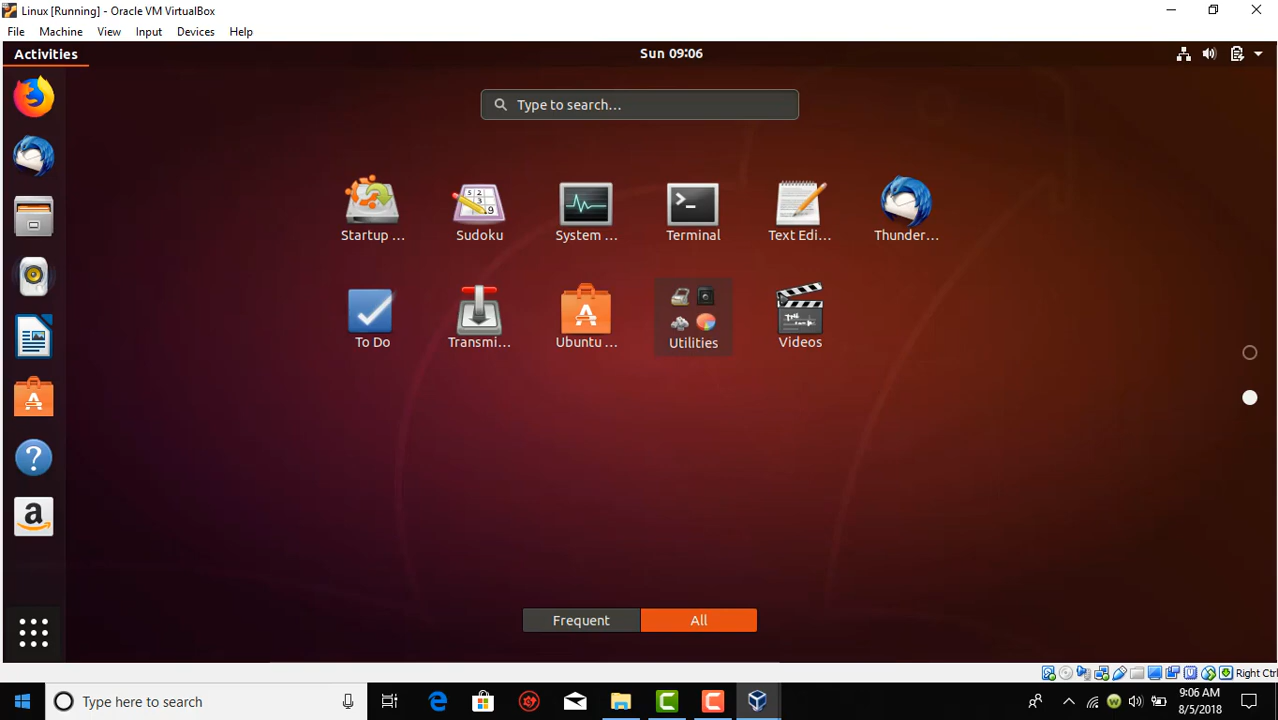 Linux [Running] - Oracle VM VirtualBox
File Machine View Input Devices Help
Activities
Sun 09:06
Type to search...
Startup ...
Sudoku
System ...
Terminal
Text Edi...
Thunder...
To Do
Transmi...
Ubuntu ...
Utilities
Videos
Frequent
All
Right Ctrl
Type here to search
9:06 AM
8/5/2018